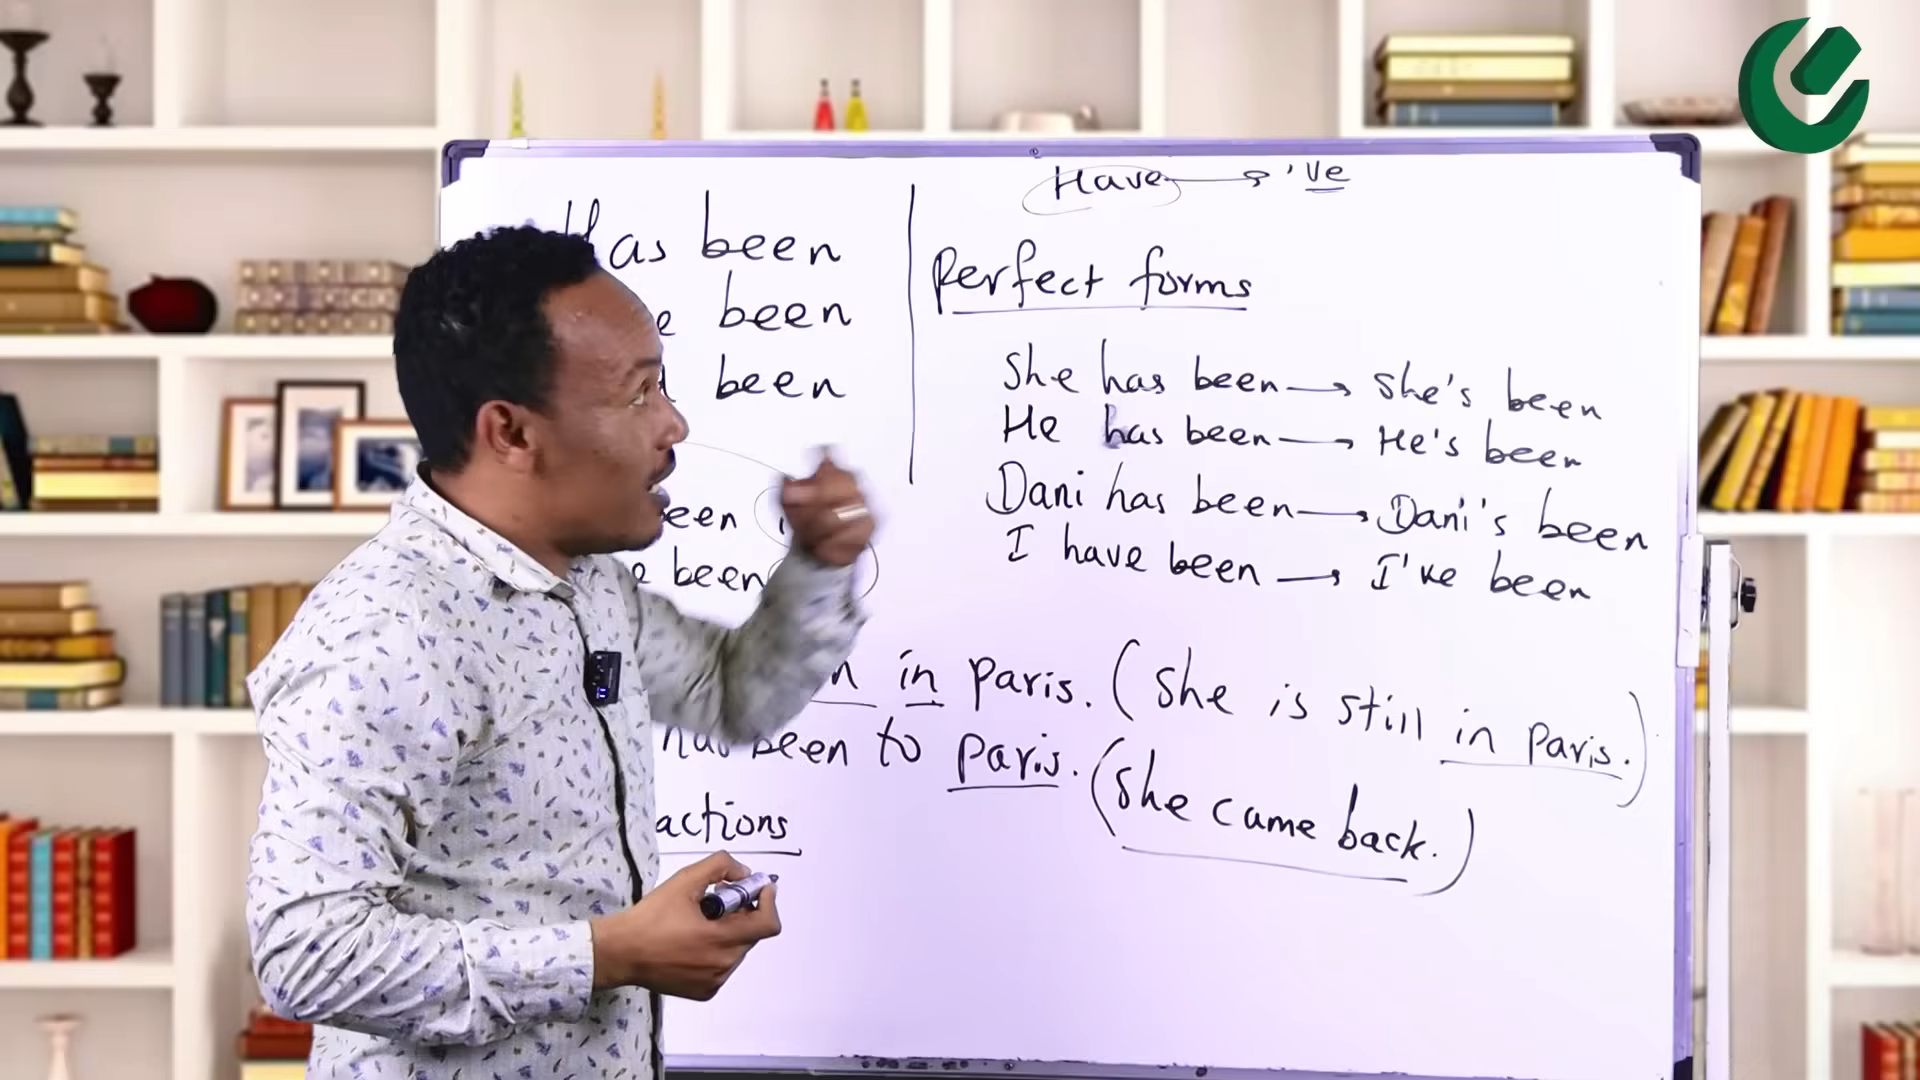 Have → 've
Has been
been
been
Perfect forms
She has been → She's been
He has been → He's been
Dani has been → Dani's been
I have been → I've been
been
been
in paris. (She is still in paris.)
has been to paris. (She came back.)
actions